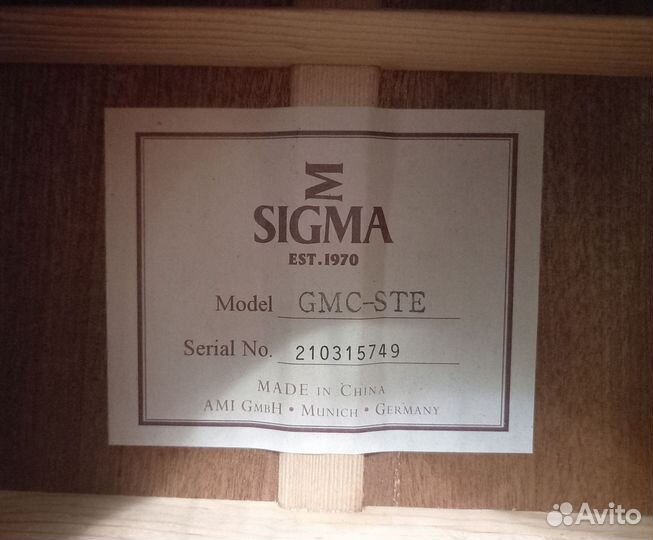 SIGMA
EST.1970
Model GMC-STE
Serial No. 210315749
MADE IN CHINA
AMI GMBH • MUNICH • GERMANY
Avito